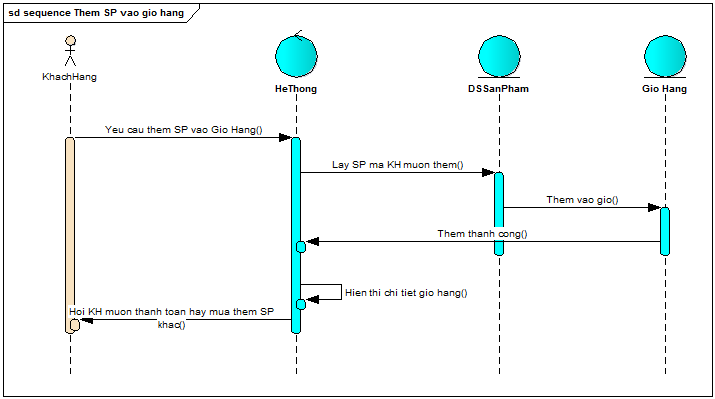 sd sequence Them SP vao gio hang
KhachHang
HeThong
DSSanPham
Gio Hang
Yeu cau them SP vao Gio Hang()
Lay SP ma KH muon them()
Them vao gio()
Them thanh cong()
Hien thi chi tiet gio hang()
Hoi KH muon thanh toan hay mua them SP
khac()